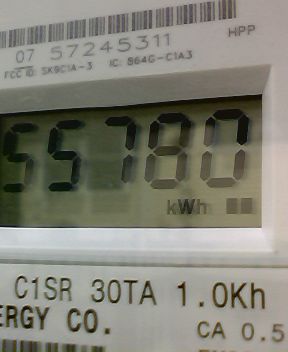 HPP
07 57245311
FCC ID: SK9C1A-3 IC: 864G-C1A3
55780
kWh
C1SR 30TA 1.0Kh
ERGY CO.
CA 0.5